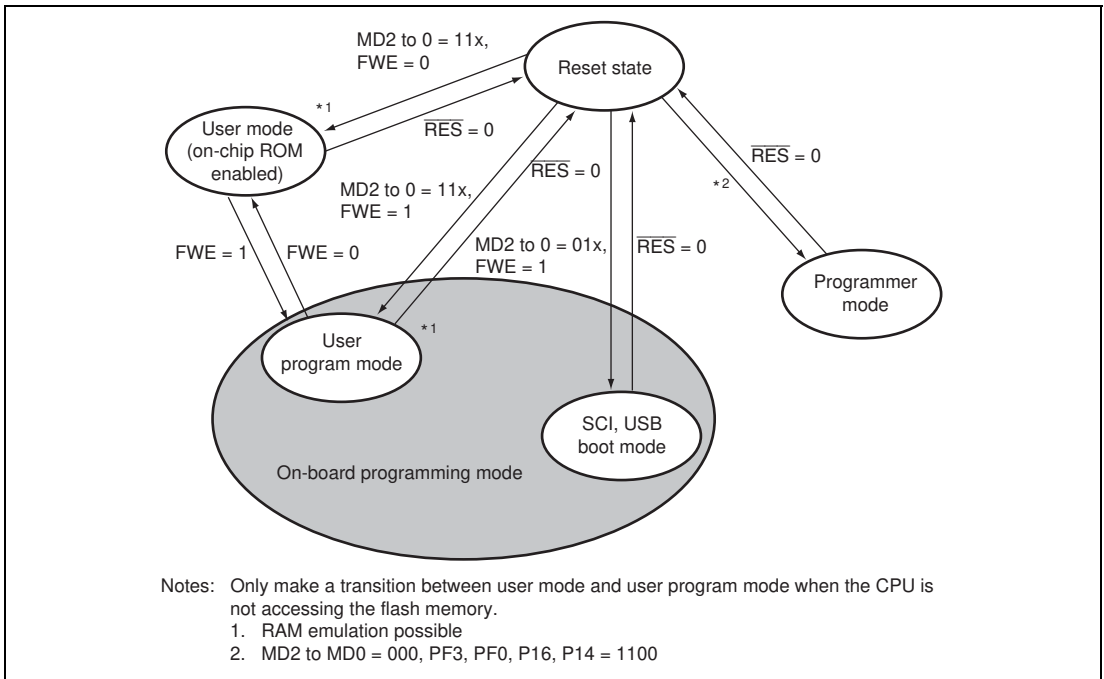 MD2 to 0 = 11x,
FWE = 0
Reset state
*1
RES = 0
User mode
(on-chip ROM
enabled)
MD2 to 0 = 11x,
FWE = 1
RES = 0
RES = 0
*2
MD2 to 0 = 01x,
FWE = 1
RES = 0
FWE = 1
FWE = 0
Programmer
mode
User
program mode
*1
SCI, USB
boot mode
On-board programming mode
Notes: Only make a transition between user mode and user program mode when the CPU is
not accessing the flash memory.
1. RAM emulation possible
2. MD2 to MD0 = 000, PF3, PF0, P16, P14 = 1100